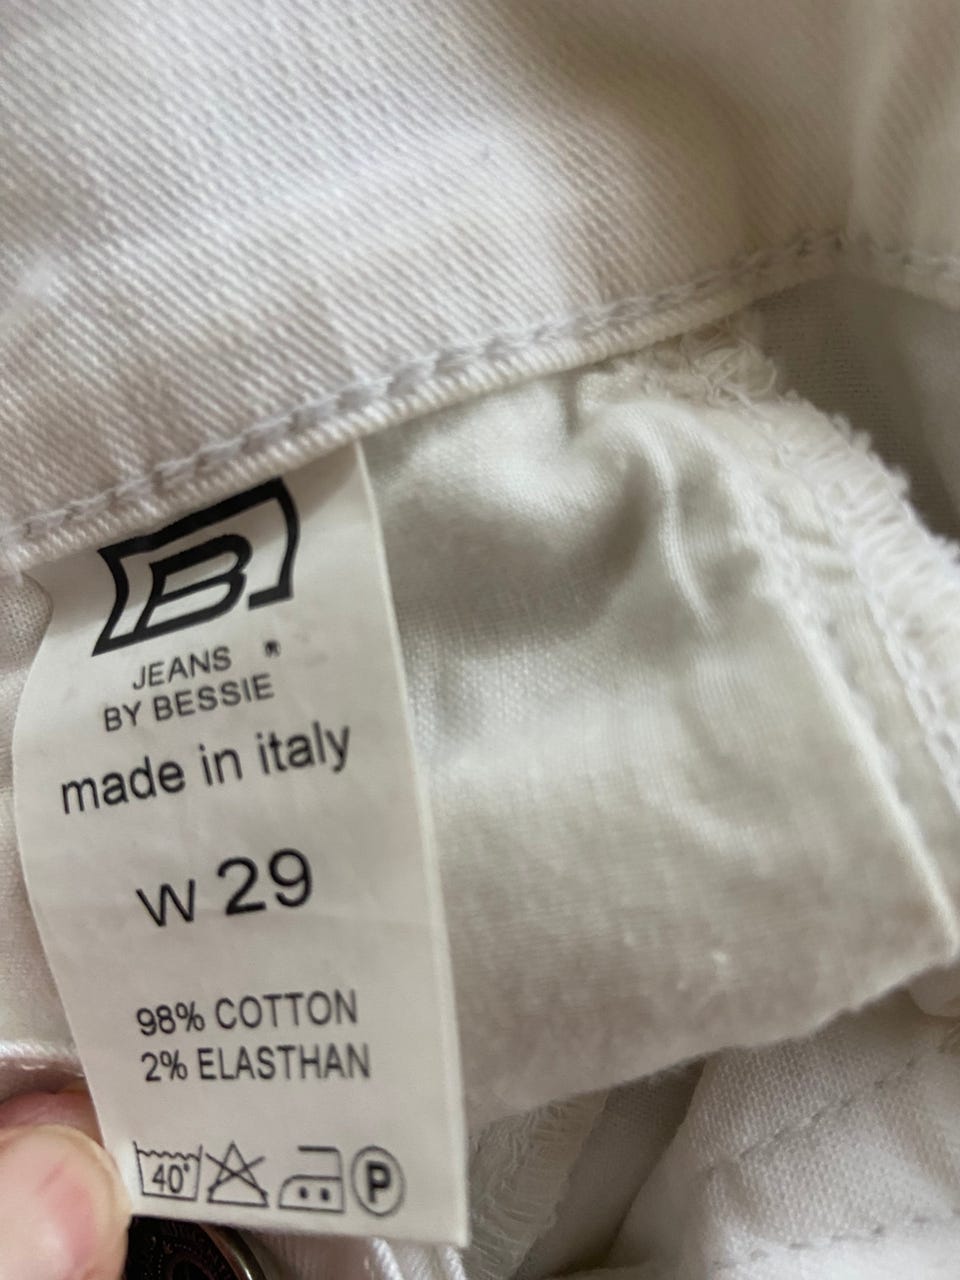 B
JEANS ®
BY BESSIE
made in italy
W 29
98% COTTON
2% ELASTHAN
40° P